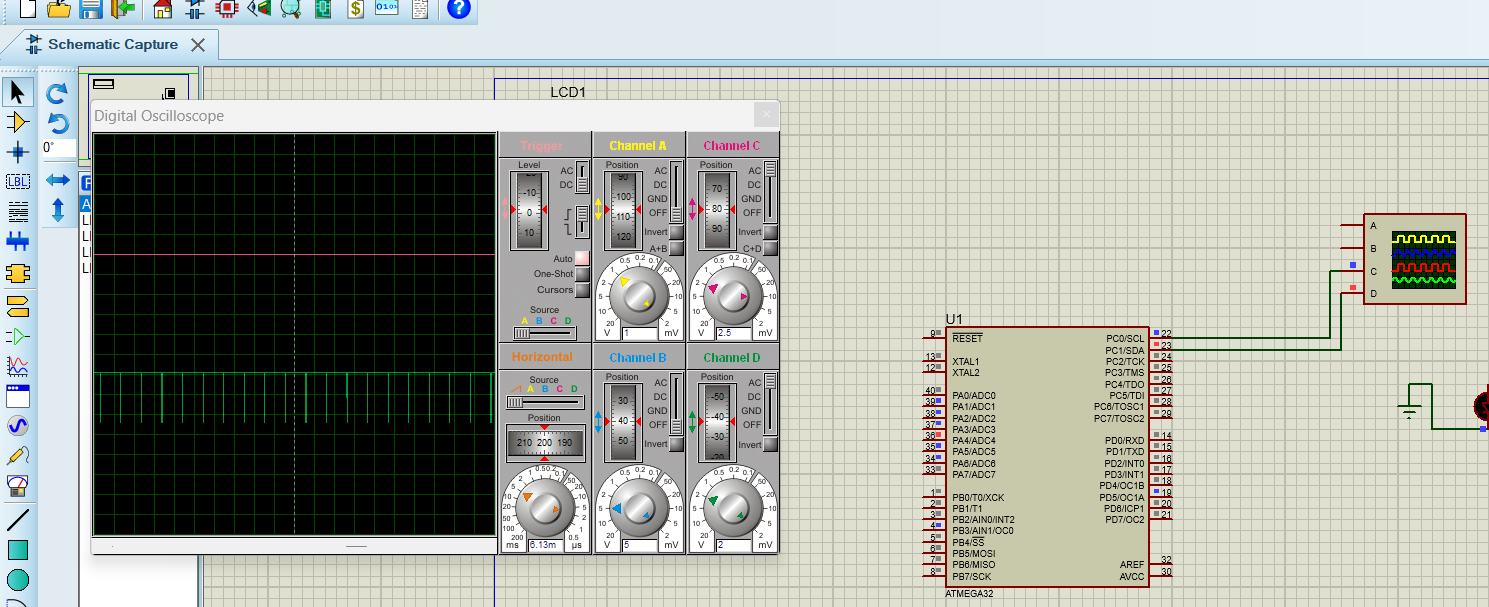 $
0101
?
Schematic Capture
0°
LBL
LCD1
Digital Oscilloscope
Trigger
Level
AC
DC
-10
0
10
Auto
One-Shot
Cursors
Source
A B C D
Channel A
Position
AC
DC
GND
OFF
90
100
110
120
Invert
A+B
V
1
mV
Channel C
Position
AC
DC
GND
OFF
70
80
90
Invert
C+D
V
2.5
mV
Horizontal
Source
A B C D
Position
210 200 190
ms
6.13m
µs
Channel B
Position
AC
DC
GND
OFF
30
40
50
Invert
V
5
mV
Channel D
Position
AC
DC
GND
OFF
-50
-40
-30
-20
Invert
V
2
mV
A
B
C
D
U1
9 RESET
13 XTAL1
12 XTAL2
40 PA0/ADC0
39 PA1/ADC1
38 PA2/ADC2
37 PA3/ADC3
36 PA4/ADC4
35 PA5/ADC5
34 PA6/ADC6
33 PA7/ADC7
1 PB0/T0/XCK
2 PB1/T1
3 PB2/AIN0/INT2
4 PB3/AIN1/OC0
5 PB4/SS
6 PB5/MOSI
7 PB6/MISO
8 PB7/SCK
PC0/SCL 22
PC1/SDA 23
PC2/TCK 24
PC3/TMS 25
PC4/TDO 26
PC5/TDI 27
PC6/TOSC1 28
PC7/TOSC2 29
PD0/RXD 14
PD1/TXD 15
PD2/INT0 16
PD3/INT1 17
PD4/OC1B 18
PD5/OC1A 19
PD6/ICP1 20
PD7/OC2 21
AREF 32
AVCC 30
ATMEGA32